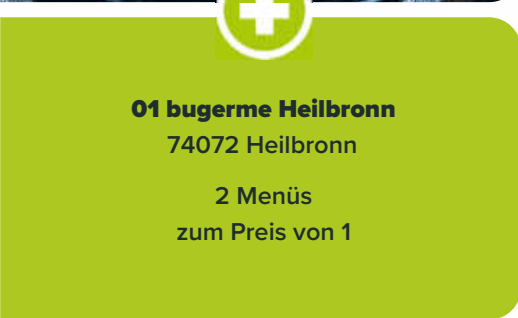 01 bugerme Heilbronn
74072 Heilbronn
2 Menüs
zum Preis von 1